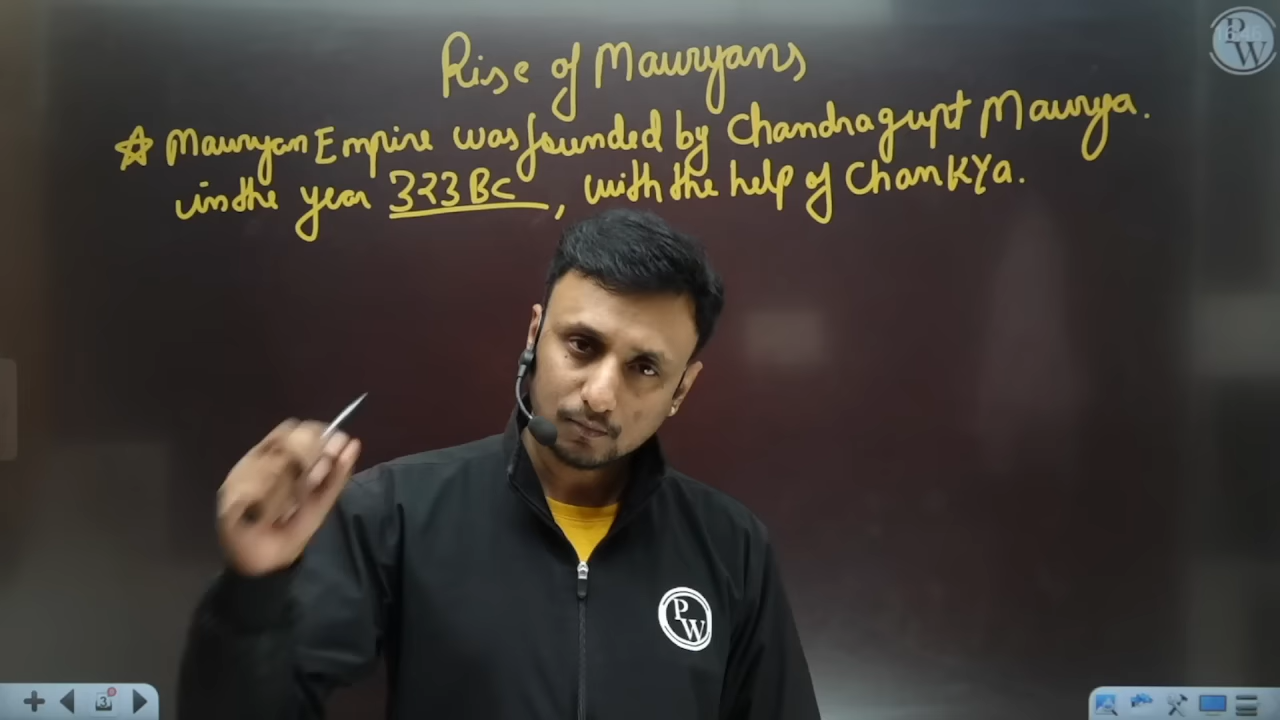 Rise of Mauryans
☆ Mauryan Empire was founded by Chandragupt Maurya.
in the year 323 BC, with the help of ChanKYa.
PW
PW
3